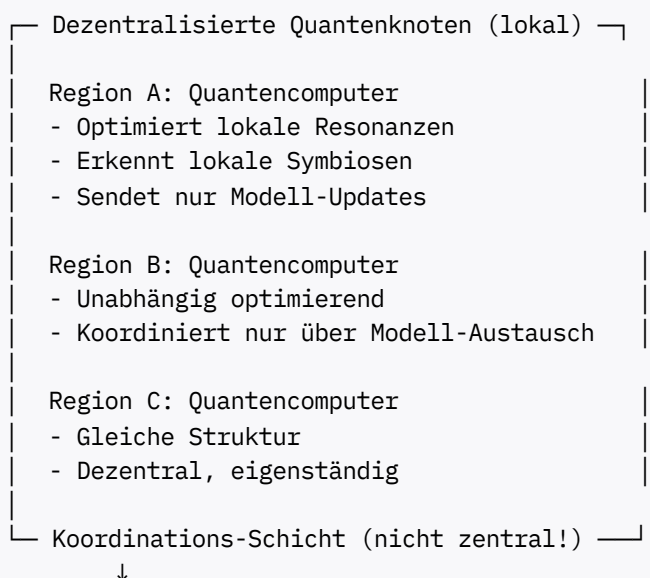 Dezentralisierte Quantenknoten (lokal)
Region A: Quantencomputer
- Optimiert lokale Resonanzen
- Erkennt lokale Symbiosen
- Sendet nur Modell-Updates
Region B: Quantencomputer
- Unabhängig optimierend
- Koordiniert nur über Modell-Austausch
Region C: Quantencomputer
- Gleiche Struktur
- Dezentral, eigenständig
Koordinations-Schicht (nicht zentral!)
↓